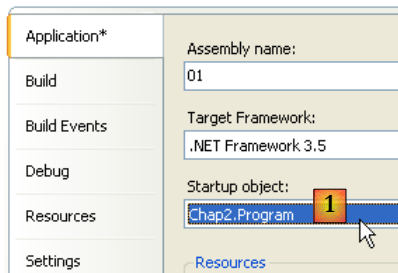 Application*
Assembly name:
Build
01
Build Events
Target Framework:
.NET Framework 3.5
Debug
Startup object:
Resources
Chap2.Program
1
Settings
Resources